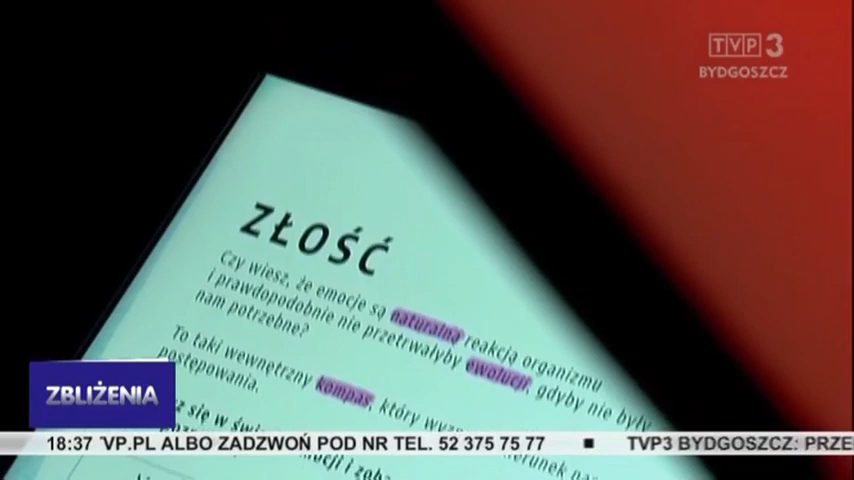 TVP3
BYDGOSZCZ
ZŁOŚĆ
Czy wiesz, że emocje są naturalną reakcją organizmu
i prawdopodobnie nie przetrwałyby ewolucji, gdyby nie były
nam potrzebne?
To taki wewnętrzny kompas, który
postępowania.
się w
i
ZBLIŻENIA
18:37 VP.PL ALBO ZADZWOŃ POD NR TEL. 52 375 75 77 ■ TVP3 BYDGOSZCZ: PRZE